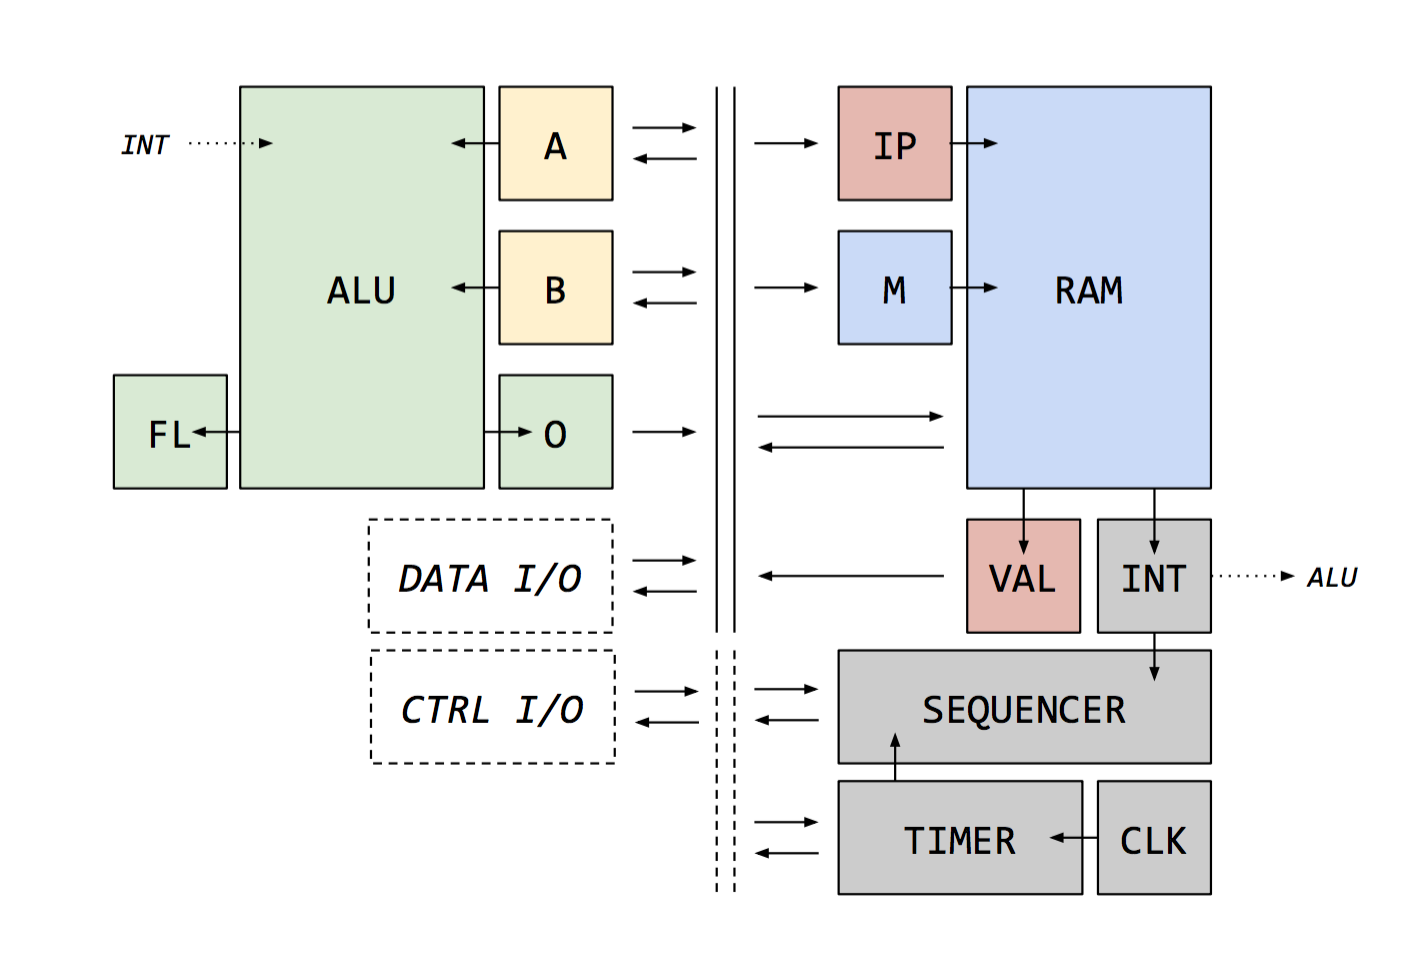 INT
ALU
A
IP
RAM
B
M
FL
O
DATA I/O
VAL
INT
ALU
CTRL I/O
SEQUENCER
TIMER
CLK